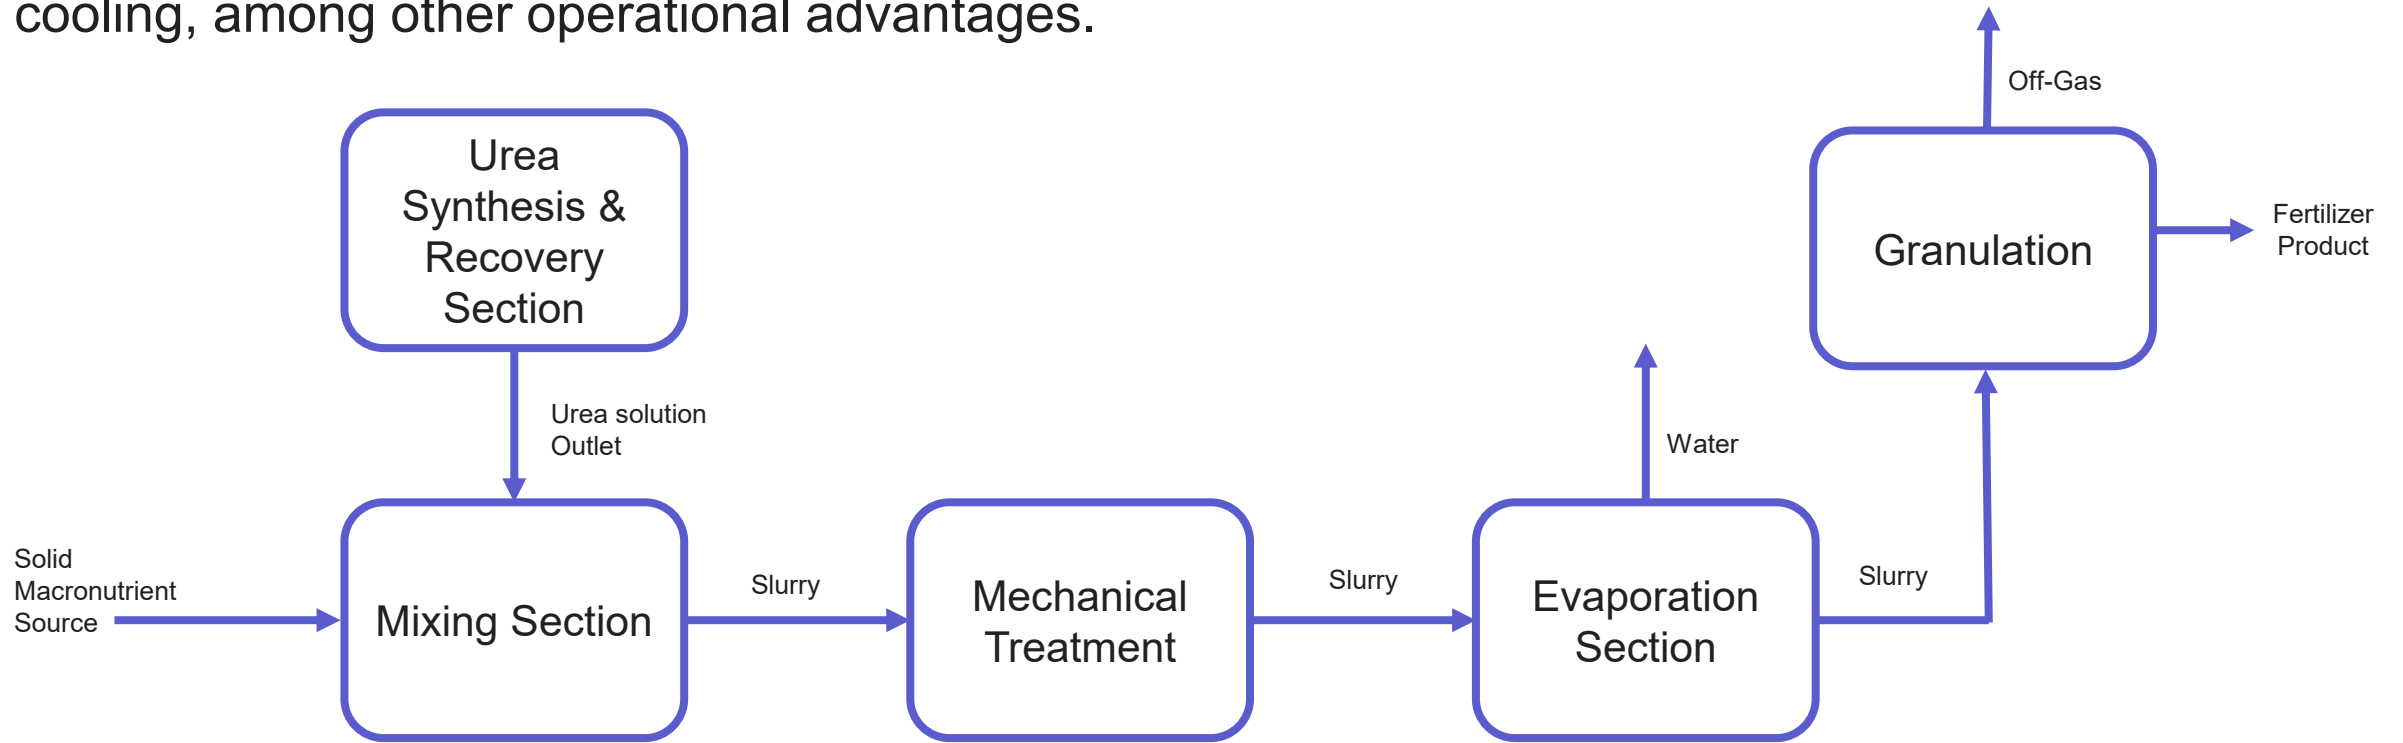 cooling, among other operational advantages.
Off-Gas
Urea
Synthesis &
Recovery
Section
Granulation
Fertilizer
Product
Urea solution
Outlet
Water
Solid
Macronutrient
Source
Mixing Section
Slurry
Mechanical
Treatment
Slurry
Evaporation
Section
Slurry